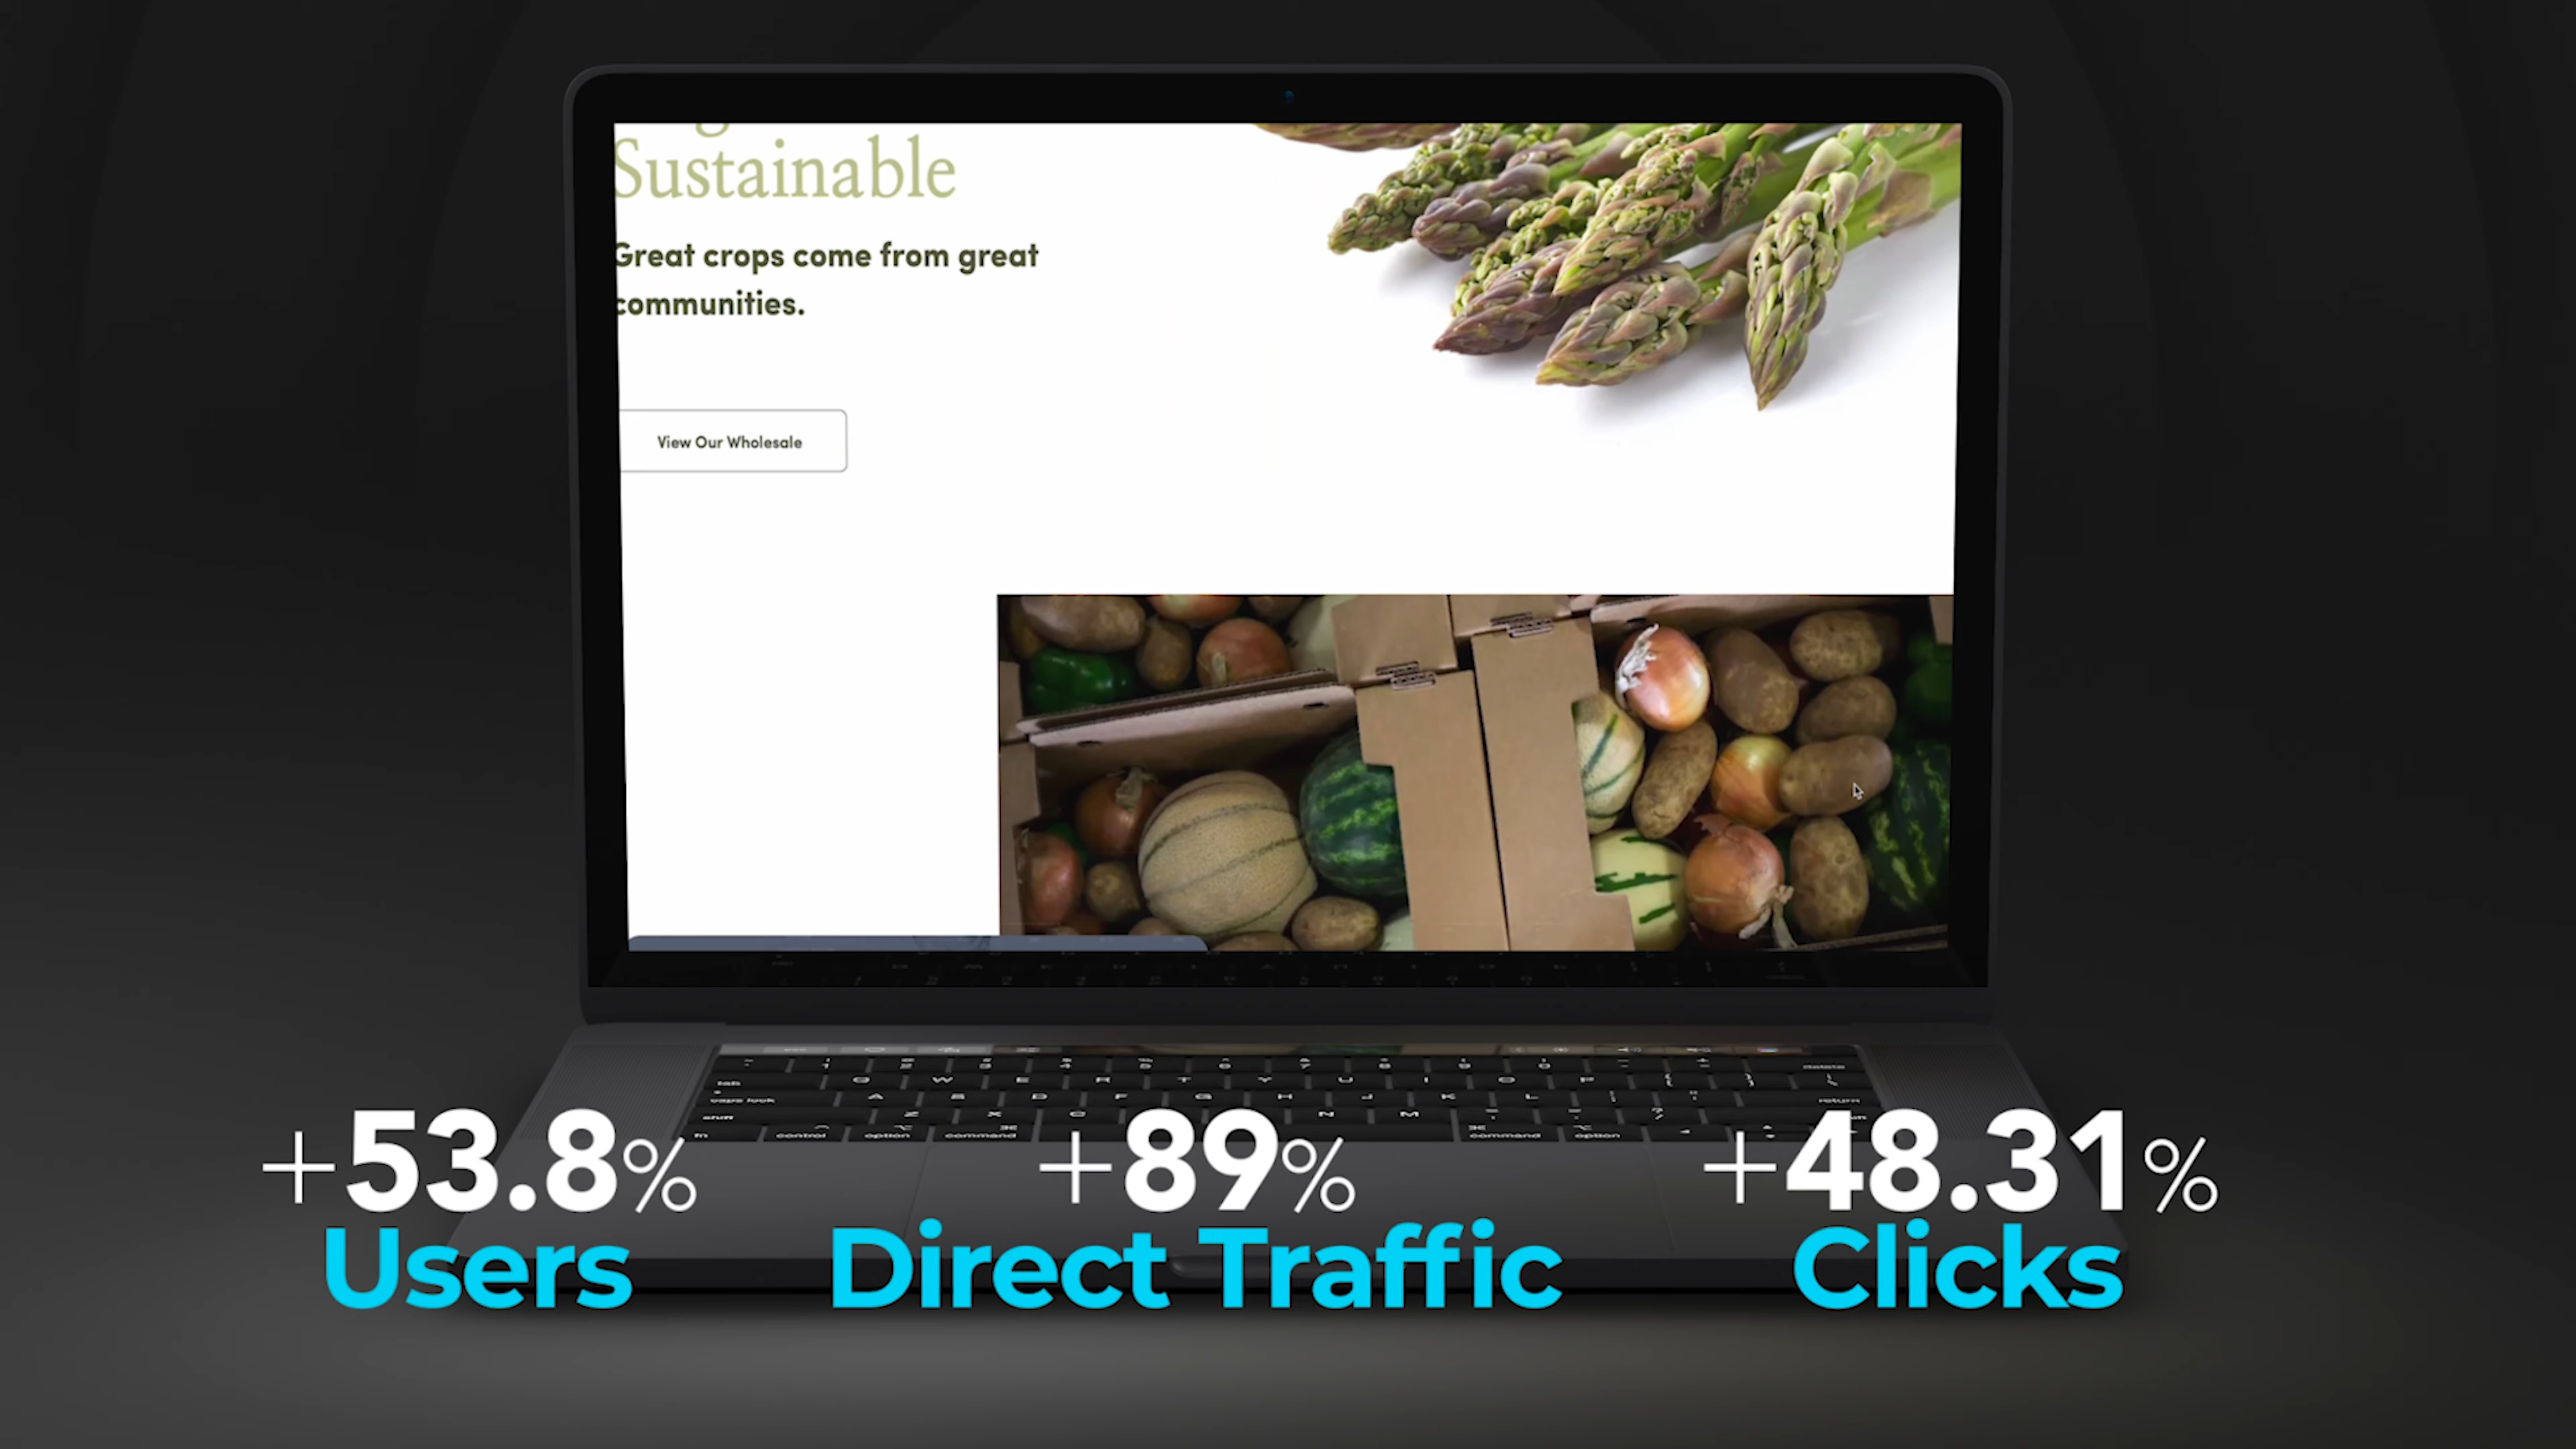 Sustainable
Great crops come from great
communities.
View Our Wholesale
+53.8%
Users
+89%
Direct Traffic
+48.31%
Clicks